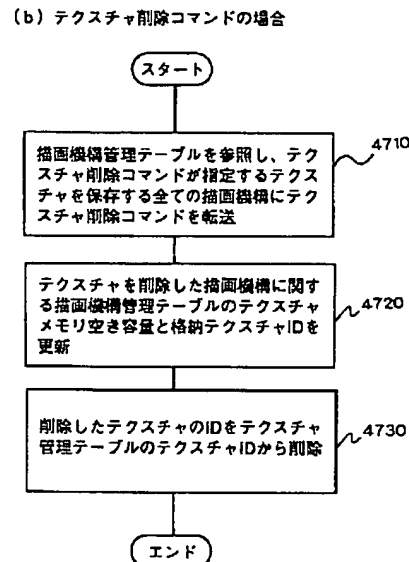 (b) テクスチャ削除コマンドの場合
スタート
4710
描画機構管理テーブルを参照し、テク
スチャ削除コマンドが指定するテクス
チャを保存する全ての描画機構にテク
スチャ削除コマンドを転送
テクスチャを削除した描画機構に関す
る描画機構管理テーブルのテクスチャ
メモリ空き容量と格納テクスチャIDを
更新
4720
削除したテクスチャのIDをテクスチャ
管理テーブルのテクスチャIDから削除
4730
エンド